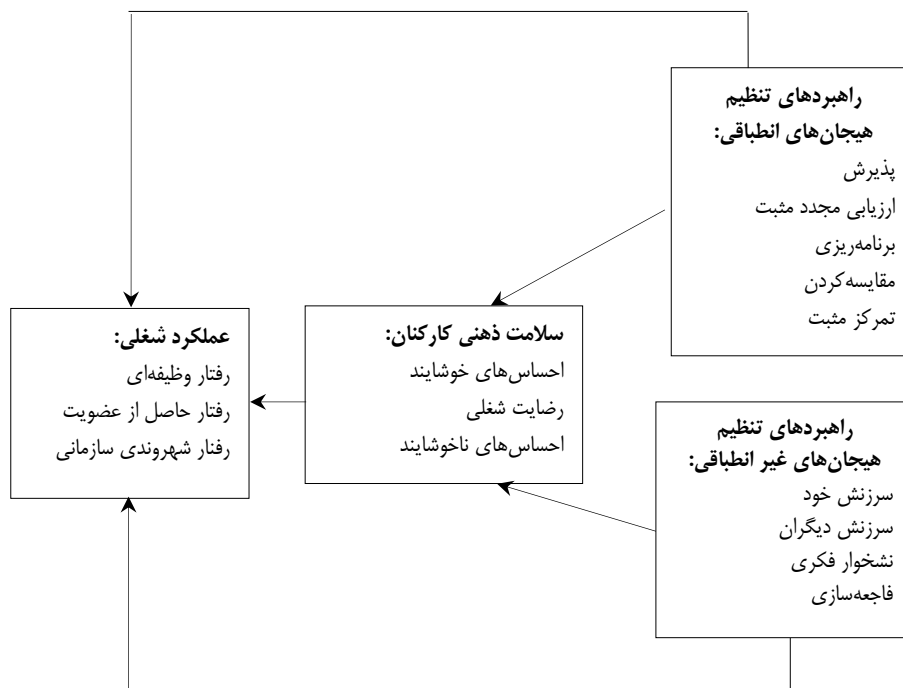 راهبردهای تنظیم
هیجان‌های انطباقی:
پذیرش
ارزیابی مجدد مثبت
برنامه‌ریزی
مقایسه‌کردن
تمرکز مثبت
راهبردهای تنظیم
هیجان‌های غیر انطباقی:
سرزنش خود
سرزنش دیگران
نشخوار فکری
فاجعه‌سازی
سلامت ذهنی کارکنان:
احساس‌های خوشایند
رضایت شغلی
احساس‌های ناخوشایند
عملکرد شغلی:
رفتار وظیفه‌ای
رفتار حاصل از عضویت
رفنار شهروندی سازمانی